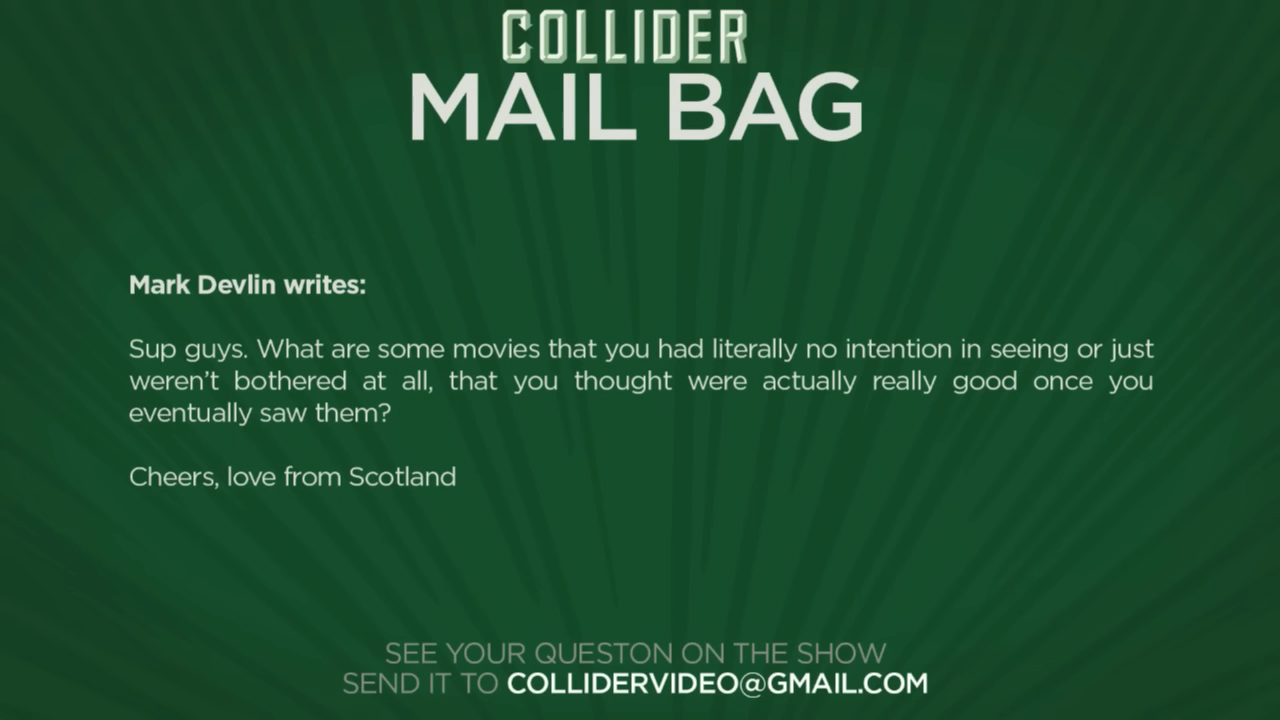 COLLIDER
MAIL BAG
Mark Devlin writes:
Sup guys. What are some movies that you had literally no intention in seeing or just
weren’t bothered at all, that you thought were actually really good once you
eventually saw them?
Cheers, love from Scotland
SEE YOUR QUESTON ON THE SHOW
SEND IT TO COLLIDERVIDEO@GMAIL.COM